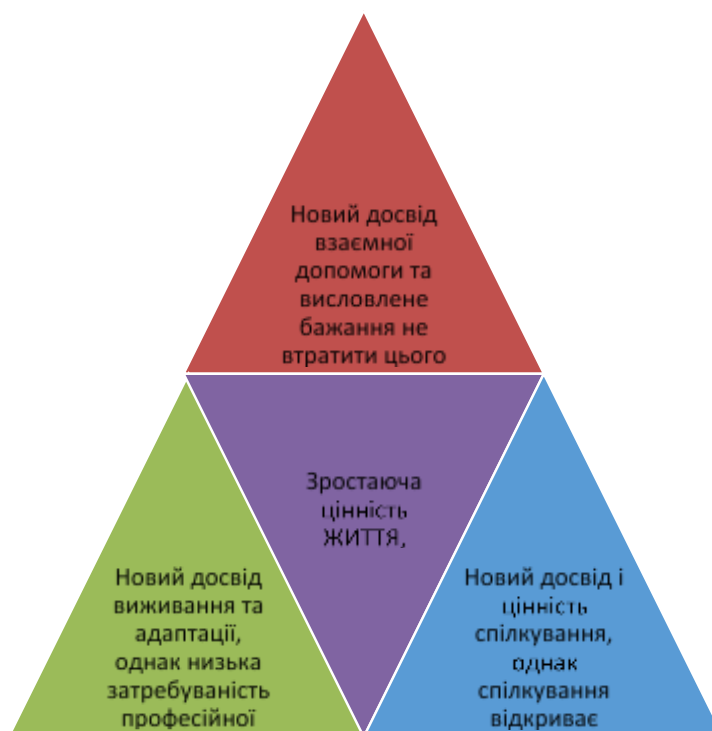 Новий досвід
взаємної
допомоги та
висловлене
бажання не
втратити цього
Зростаюча
цінність
ЖИТТЯ,
Новий досвід
виживання та
адаптації,
однак низька
затребуваність
професійної
Новий досвід і
цінність
спілкування,
однак
спілкування
відкриває